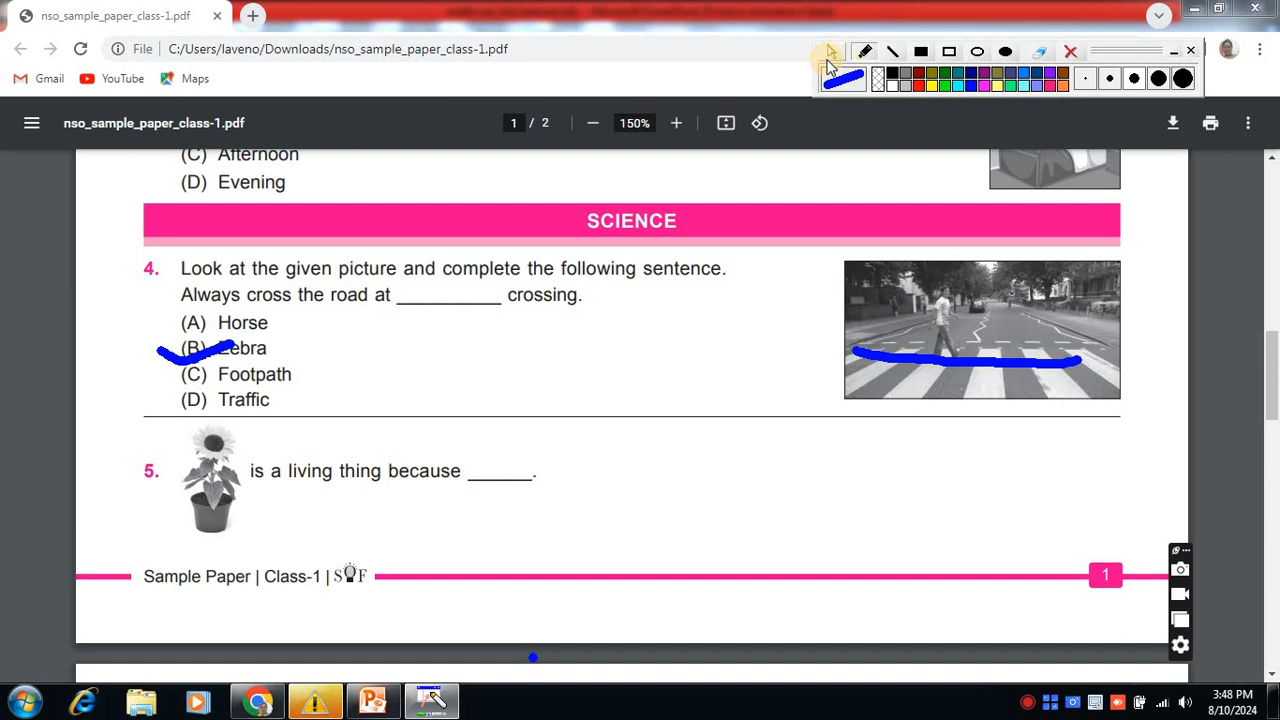 nso_sample_paper_class-1.pdf
File C:/Users/laveno/Downloads/nso_sample_paper_class-1.pdf
Gmail YouTube Maps
nso_sample_paper_class-1.pdf 1 / 2 150%
(C) Afternoon
(D) Evening
SCIENCE
4. Look at the given picture and complete the following sentence.
Always cross the road at __________ crossing.
(A) Horse
(B) Zebra
(C) Footpath
(D) Traffic
5. is a living thing because ______.
Sample Paper | Class-1 | SOF 1
3:48 PM
8/10/2024